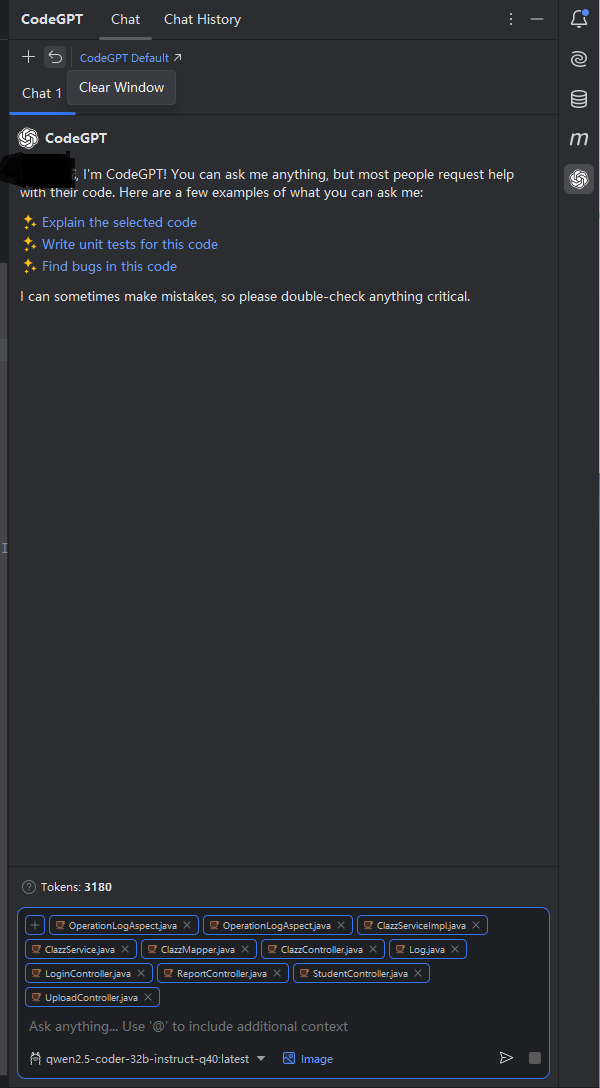 CodeGPT Chat Chat History
CodeGPT Default
Chat 1
Clear Window
CodeGPT
, I'm CodeGPT! You can ask me anything, but most people request help
with their code. Here are a few examples of what you can ask me:
Explain the selected code
Write unit tests for this code
Find bugs in this code
I can sometimes make mistakes, so please double-check anything critical.
Tokens: 3180
OperationLogAspect.java OperationLogAspect.java ClazzServiceImpl.java
ClazzService.java ClazzMapper.java ClazzController.java Log.java
LoginController.java ReportController.java StudentController.java
UploadController.java
Ask anything... Use '@' to include additional context
qwen2.5-coder-32b-instruct-q40:latest Image
m